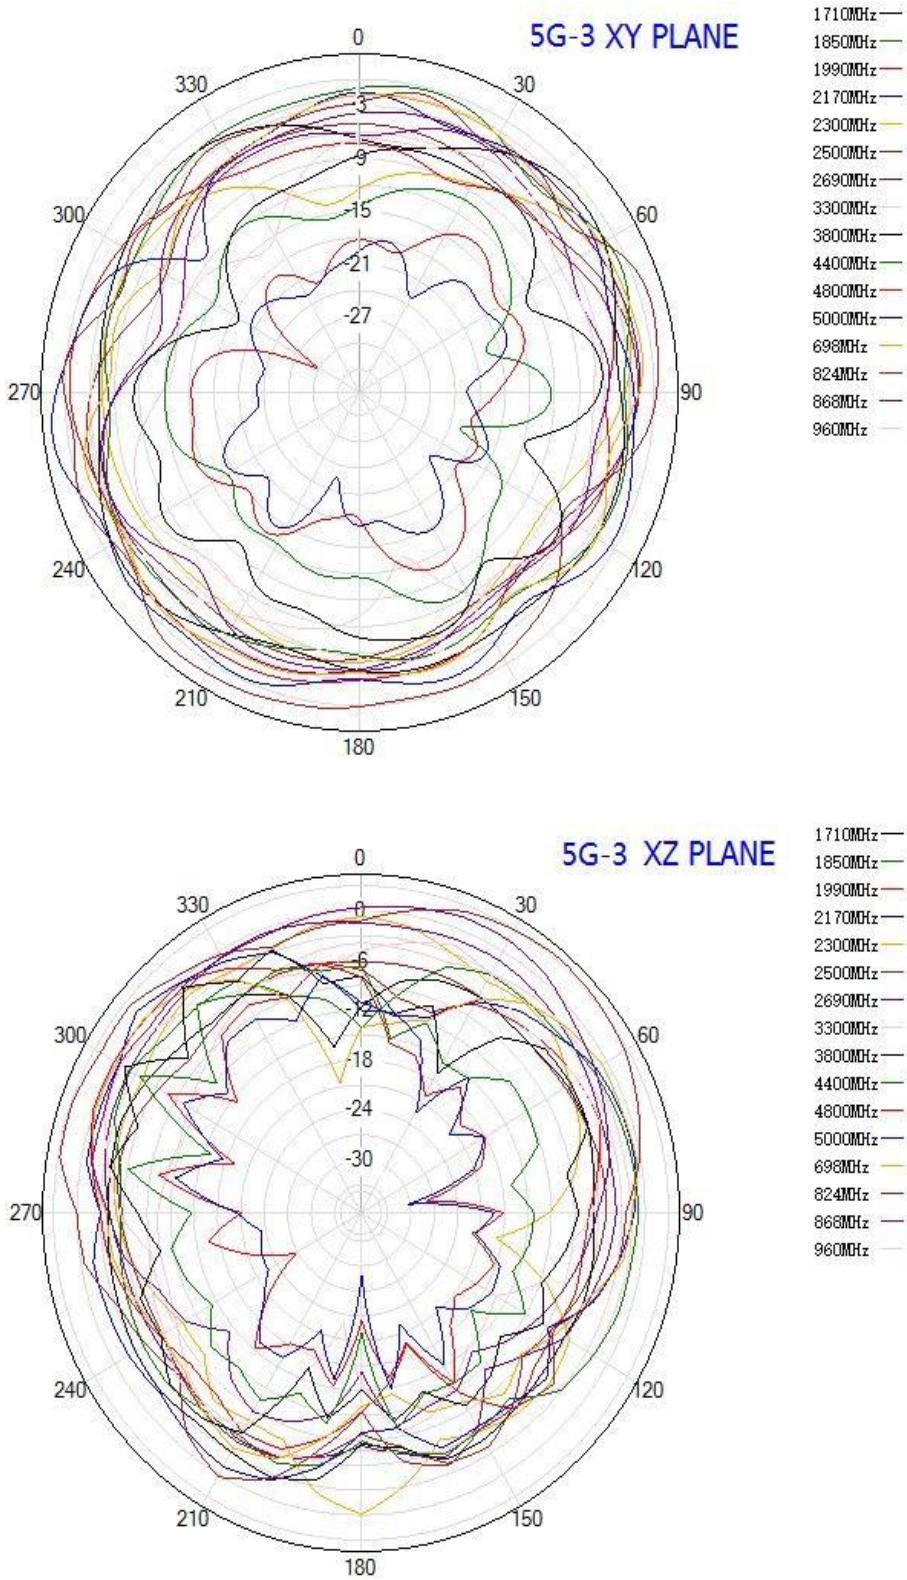 5G-3 XY PLANE
0
30
60
90
120
150
180
210
240
270
300
330
-3
-9
-15
-21
-27
1710MHz
1850MHz
1990MHz
2170MHz
2300MHz
2500MHz
2690MHz
3300MHz
3800MHz
4400MHz
4800MHz
5000MHz
698MHz
824MHz
868MHz
960MHz
5G-3 XZ PLANE
0
30
60
90
120
150
180
210
240
270
300
330
0
-6
-12
-18
-24
-30
1710MHz
1850MHz
1990MHz
2170MHz
2300MHz
2500MHz
2690MHz
3300MHz
3800MHz
4400MHz
4800MHz
5000MHz
698MHz
824MHz
868MHz
960MHz